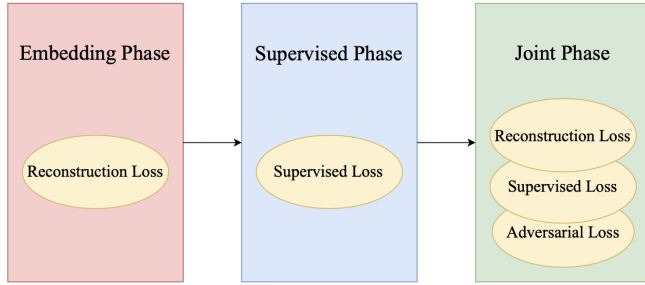 Embedding Phase
Reconstruction Loss
Supervised Phase
Supervised Loss
Joint Phase
Reconstruction Loss
Supervised Loss
Adversarial Loss